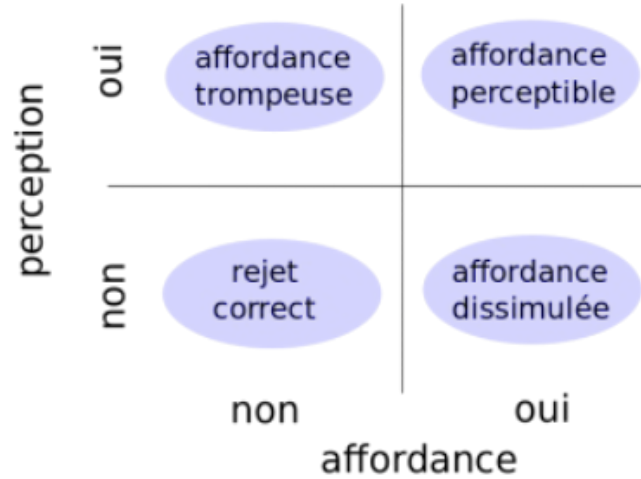 oui
affordance
trompeuse
affordance
perceptible
perception
non
rejet
correct
affordance
dissimulée
non
oui
affordance